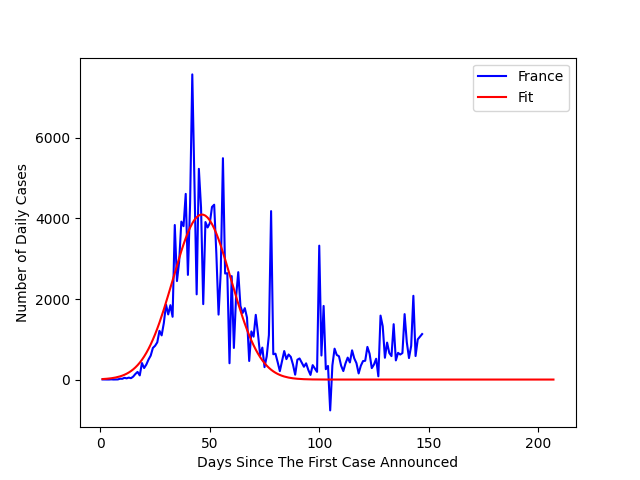 France
Fit
6000
4000
2000
0
Number of Daily Cases
0 50 100 150 200
Days Since The First Case Announced